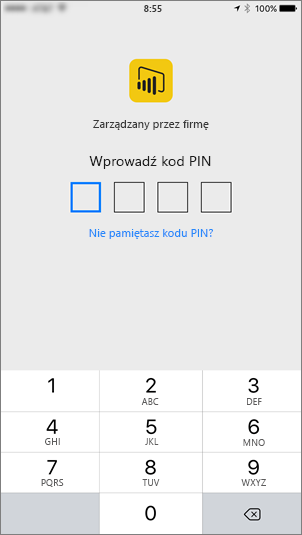 8:55 100%
Zarządzany przez firmę
Wprowadź kod PIN
Nie pamiętasz kodu PIN?
1 2 3
ABC DEF
4 5 6
GHI JKL MNO
7 8 9
PQRS TUV WXYZ
0